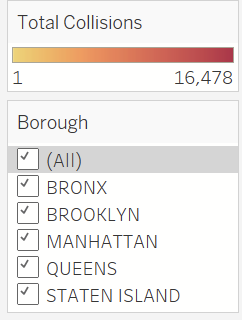 Total Collisions
1 16,478
Borough
(All)
BRONX
BROOKLYN
MANHATTAN
QUEENS
STATEN ISLAND